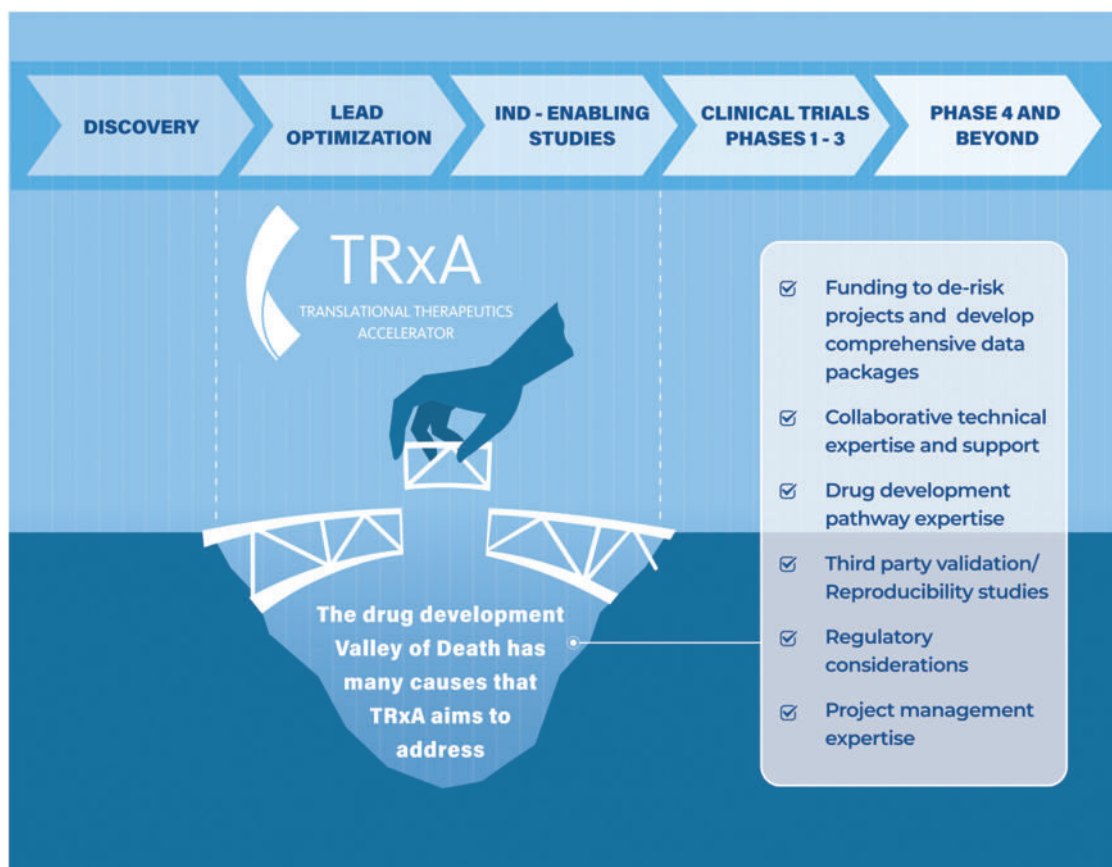 DISCOVERY
LEAD
OPTIMIZATION
IND - ENABLING
STUDIES
CLINICAL TRIALS
PHASES 1 - 3
PHASE 4 AND
BEYOND
TRxA
TRANSLATIONAL THERAPEUTICS
ACCELERATOR
The drug development
Valley of Death has
many causes that
TRxA aims to
address
Funding to de-risk
projects and develop
comprehensive data
packages
Collaborative technical
expertise and support
Drug development
pathway expertise
Third party validation/
Reproducibility studies
Regulatory
considerations
Project management
expertise